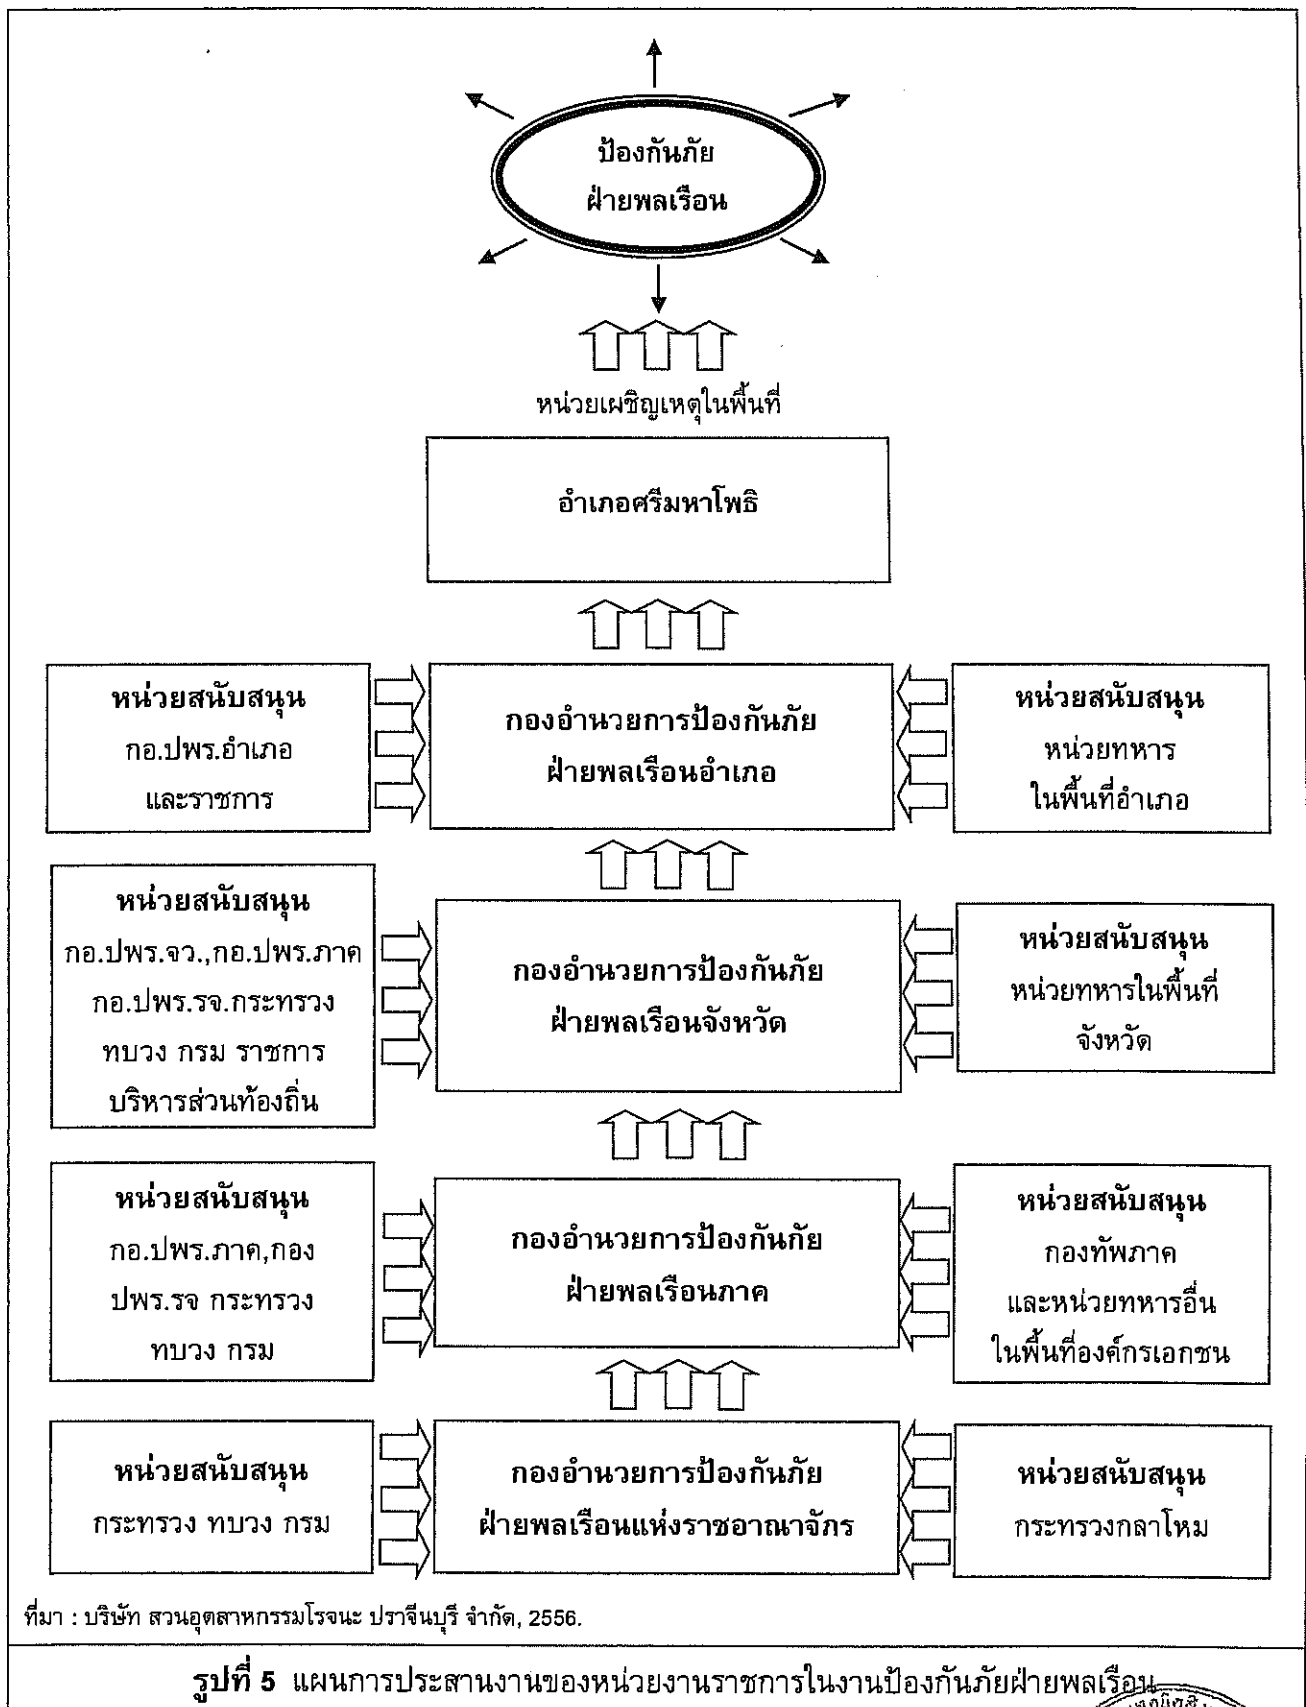 ป้องกันภัย
ฝ่ายพลเรือน
หน่วยเผชิญเหตุในพื้นที่
อำเภอศรีมหาโพธิ
หน่วยสนับสนุน
กอ.ปพร.อำเภอ
และราชการ
กองอำนวยการป้องกันภัย
ฝ่ายพลเรือนอำเภอ
หน่วยสนับสนุน
หน่วยทหาร
ในพื้นที่อำเภอ
หน่วยสนับสนุน
กอ.ปพร.จว.,กอ.ปพร.ภาค
กอ.ปพร.รจ.กระทรวง
ทบวง กรม ราชการ
บริหารส่วนท้องถิ่น
กองอำนวยการป้องกันภัย
ฝ่ายพลเรือนจังหวัด
หน่วยสนับสนุน
หน่วยทหารในพื้นที่
จังหวัด
หน่วยสนับสนุน
กอ.ปพร.ภาค,กอง
ปพร.รจ กระทรวง
ทบวง กรม
กองอำนวยการป้องกันภัย
ฝ่ายพลเรือนภาค
หน่วยสนับสนุน
กองทัพภาค
และหน่วยทหารอื่น
ในพื้นที่องค์กรเอกชน
หน่วยสนับสนุน
กระทรวง ทบวง กรม
กองอำนวยการป้องกันภัย
ฝ่ายพลเรือนแห่งราชอาณาจักร
หน่วยสนับสนุน
กระทรวงกลาโหม
ที่มา : บริษัท สวนอุตสาหกรรมโรจนะ ปราจีนบุรี จำกัด, 2556.
รูปที่ 5 แผนการประสานงานของหน่วยงานราชการในงานป้องกันภัยฝ่ายพลเรือน